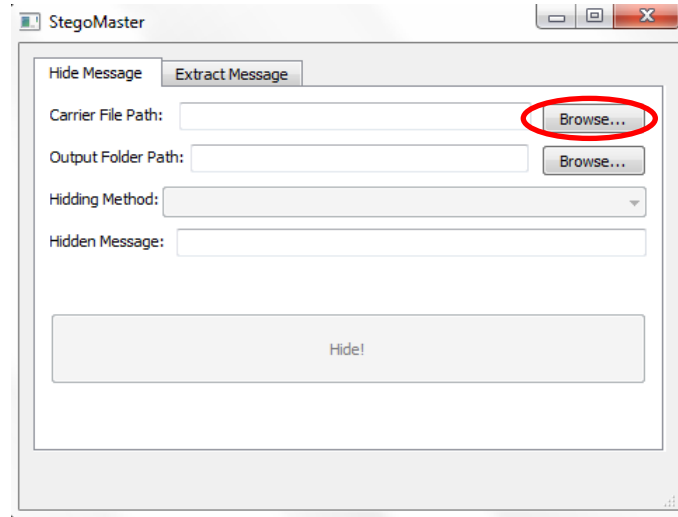 StegoMaster
Hide Message Extract Message
Carrier File Path: Browse...
Output Folder Path: Browse...
Hidding Method:
Hidden Message:
Hide!